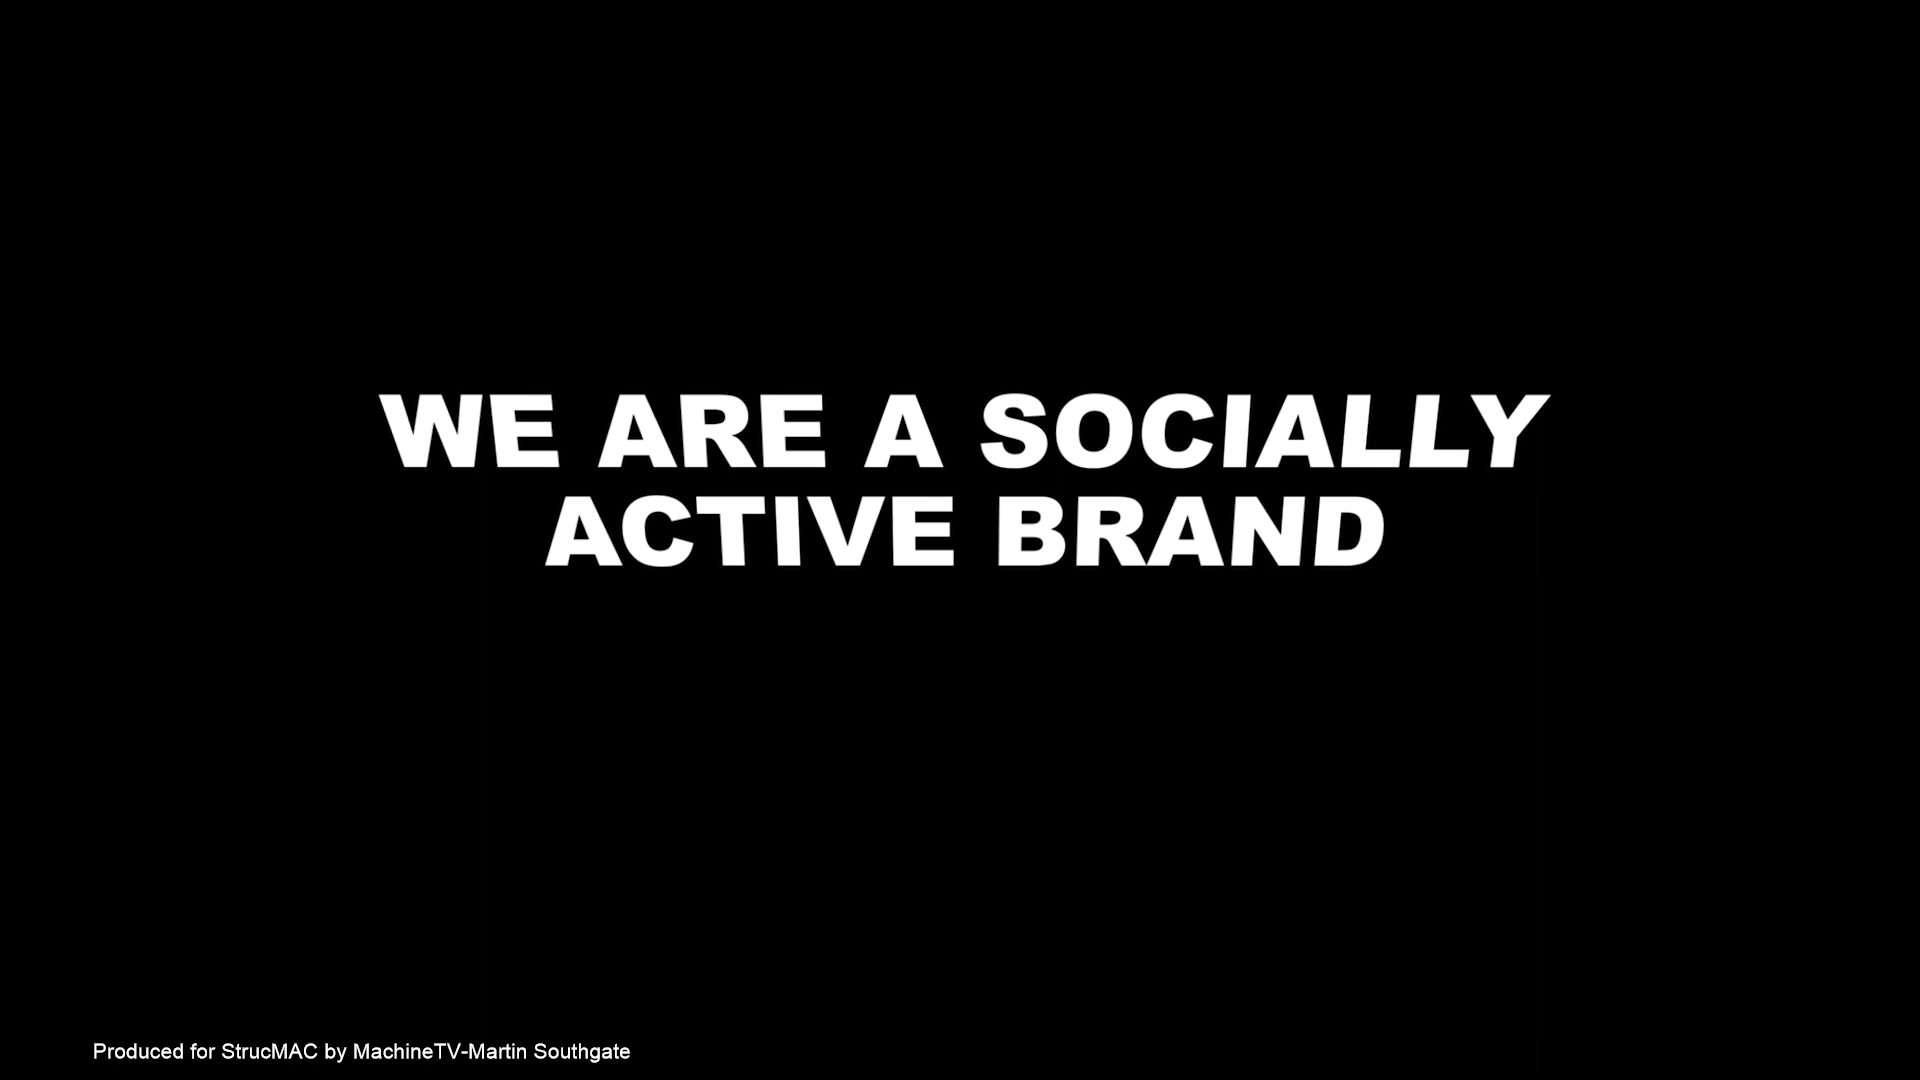 WE ARE A SOCIALLY
ACTIVE BRAND
Produced for StrucMAC by MachineTV-Martin Southgate